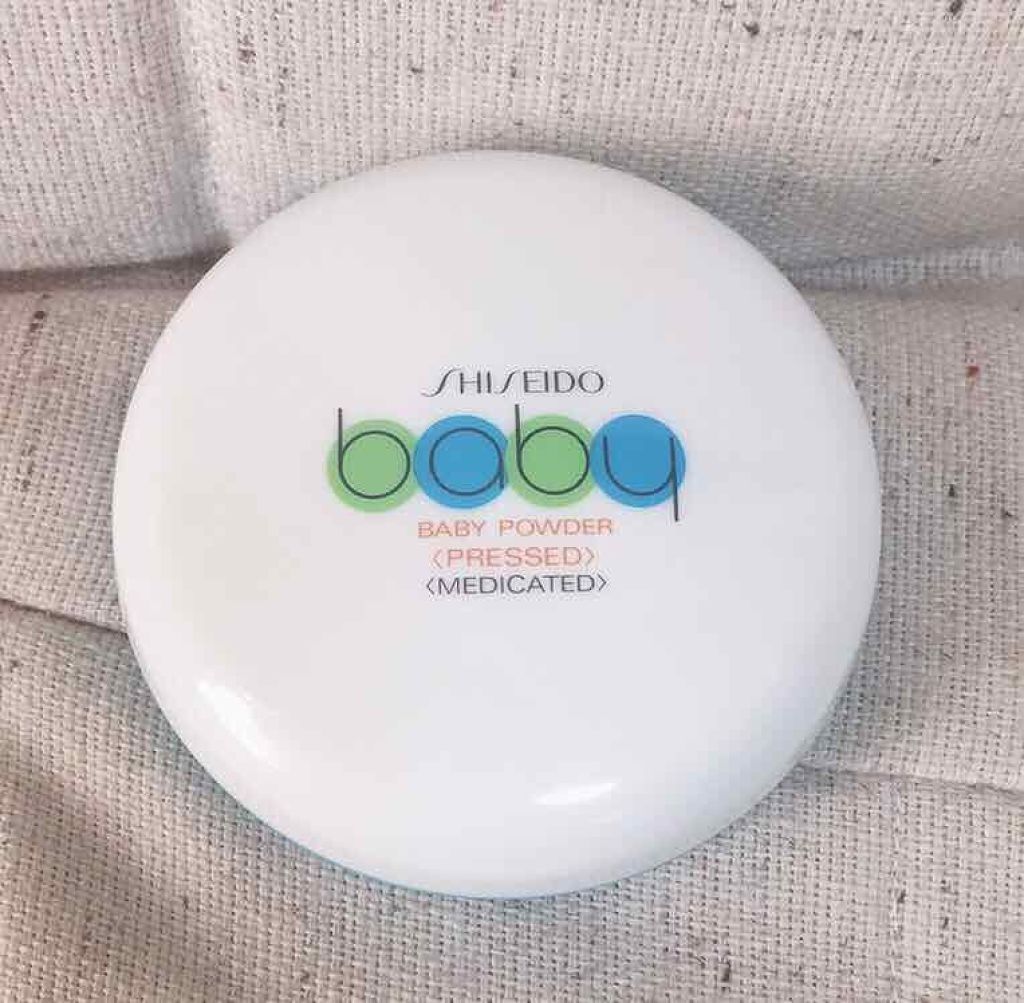 SHISEIDO
baby
BABY POWDER
〈PRESSED〉
〈MEDICATED〉